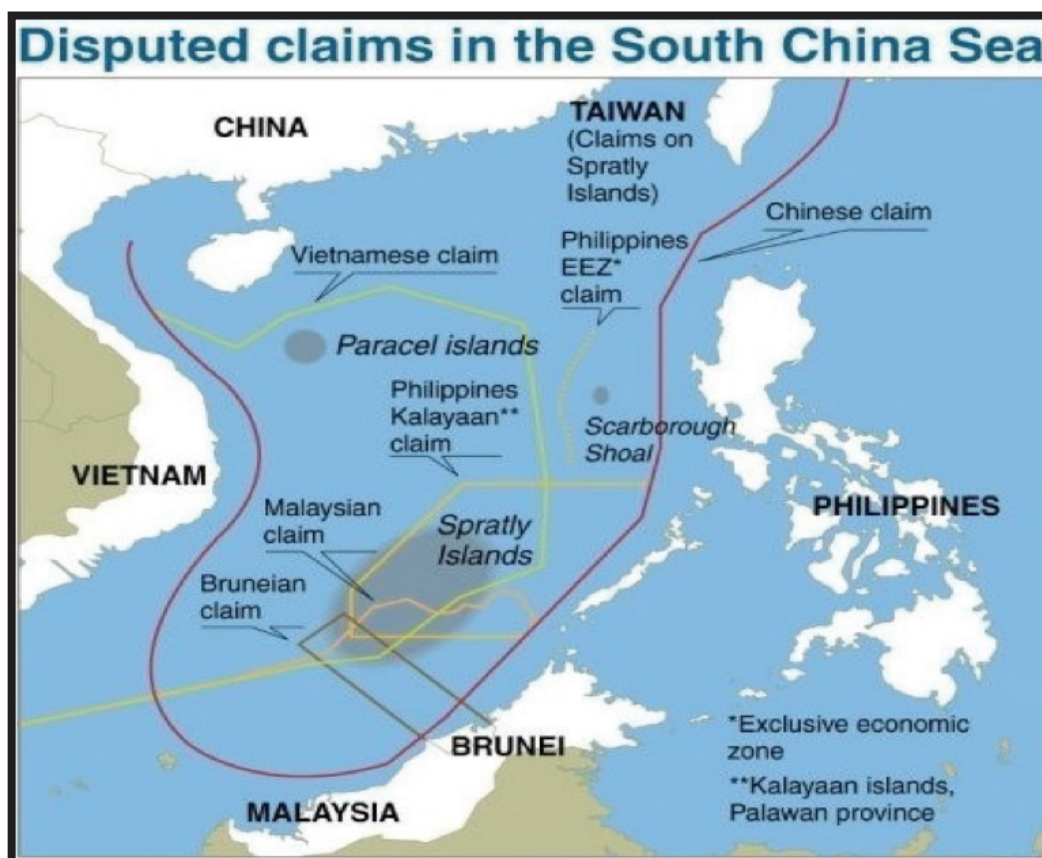 Disputed claims in the South China Sea
CHINA
TAIWAN
(Claims on
Spratly
Islands)
Chinese claim
Vietnamese claim
Philippines
EEZ*
claim
Paracel islands
Philippines
Kalayaan**
claim
Scarborough
Shoal
VIETNAM
PHILIPPINES
Malaysian
claim
Spratly
Islands
Bruneian
claim
BRUNEI
MALAYSIA
*Exclusive economic
zone
**Kalayaan islands,
Palawan province